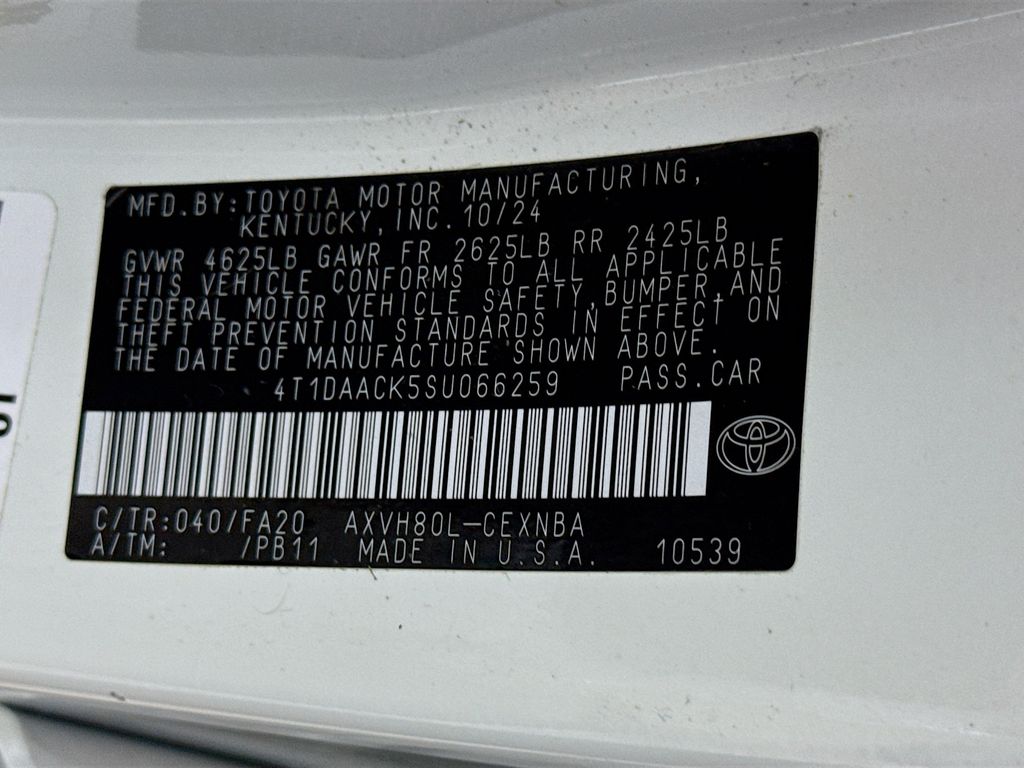 MFD.BY:TOYOTA MOTOR MANUFACTURING,
KENTUCKY,INC.10/24
GVWR 4625LB GAWR FR 2625LB RR 2425LB
THIS VEHICLE CONFORMS TO ALL APPLICABLE
FEDERAL MOTOR VEHICLE SAFETY,BUMPER,AND
THEFT PREVENTION STANDARDS IN EFFECT ON
THE DATE OF MANUFACTURE SHOWN ABOVE.
4T1DAACK5SU066259 PASS.CAR
C/TR:040/FA20 AXVH80L-CEXNBA
A/TM: /PB11 MADE IN U.S.A. 10539